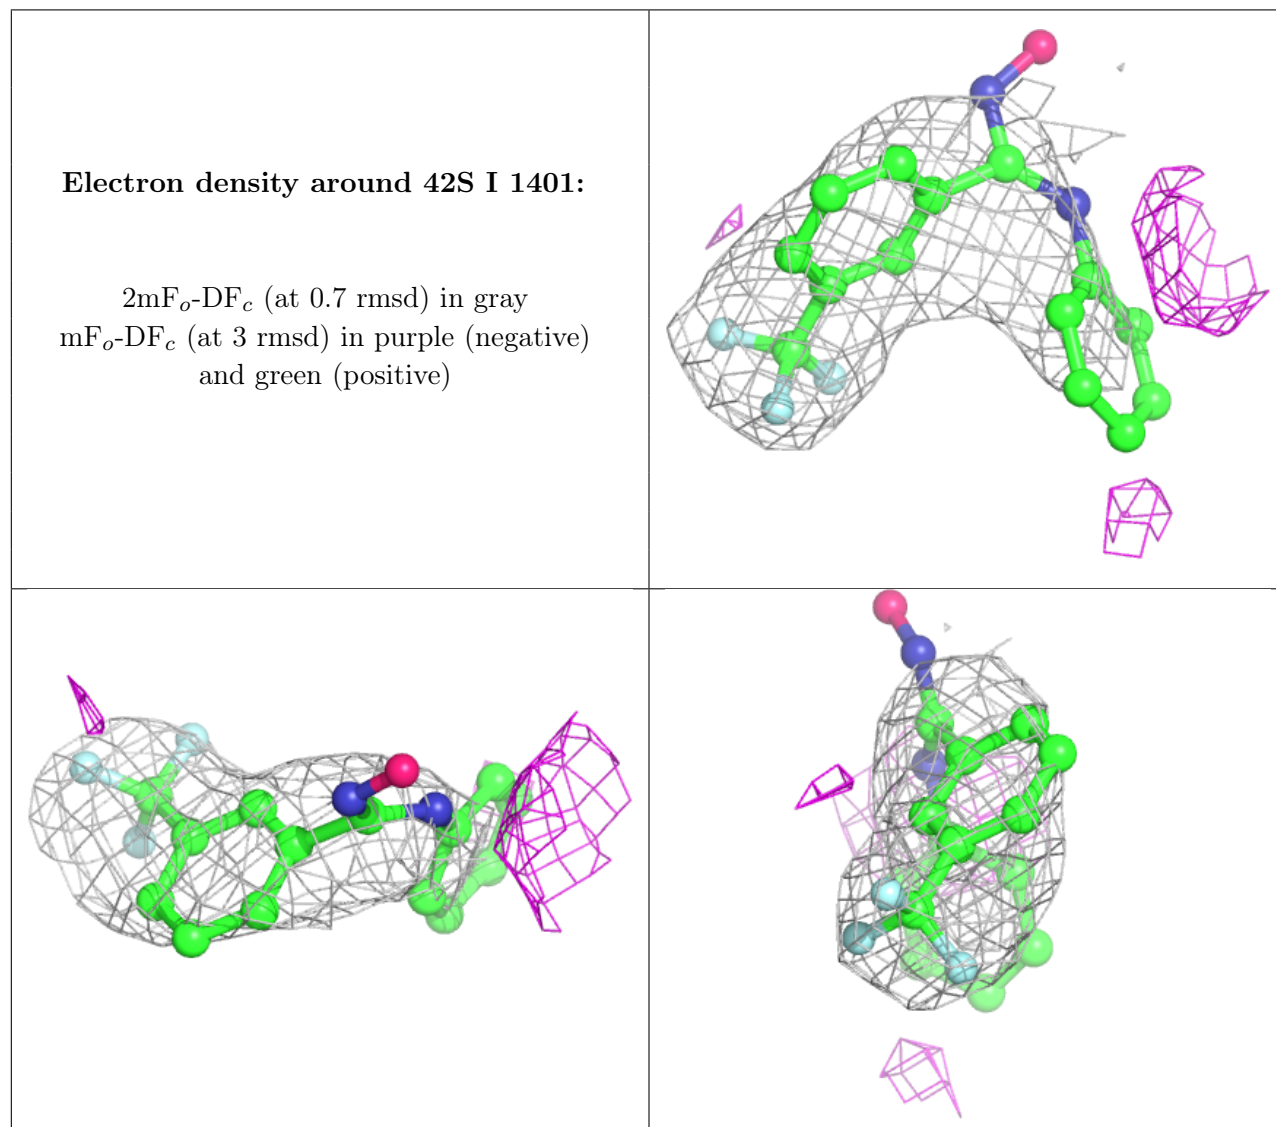 Electron density around 42S I 1401:
2mFₒ-DF𝒸 (at 0.7 rmsd) in gray
mFₒ-DF𝒸 (at 3 rmsd) in purple (negative)
and green (positive)